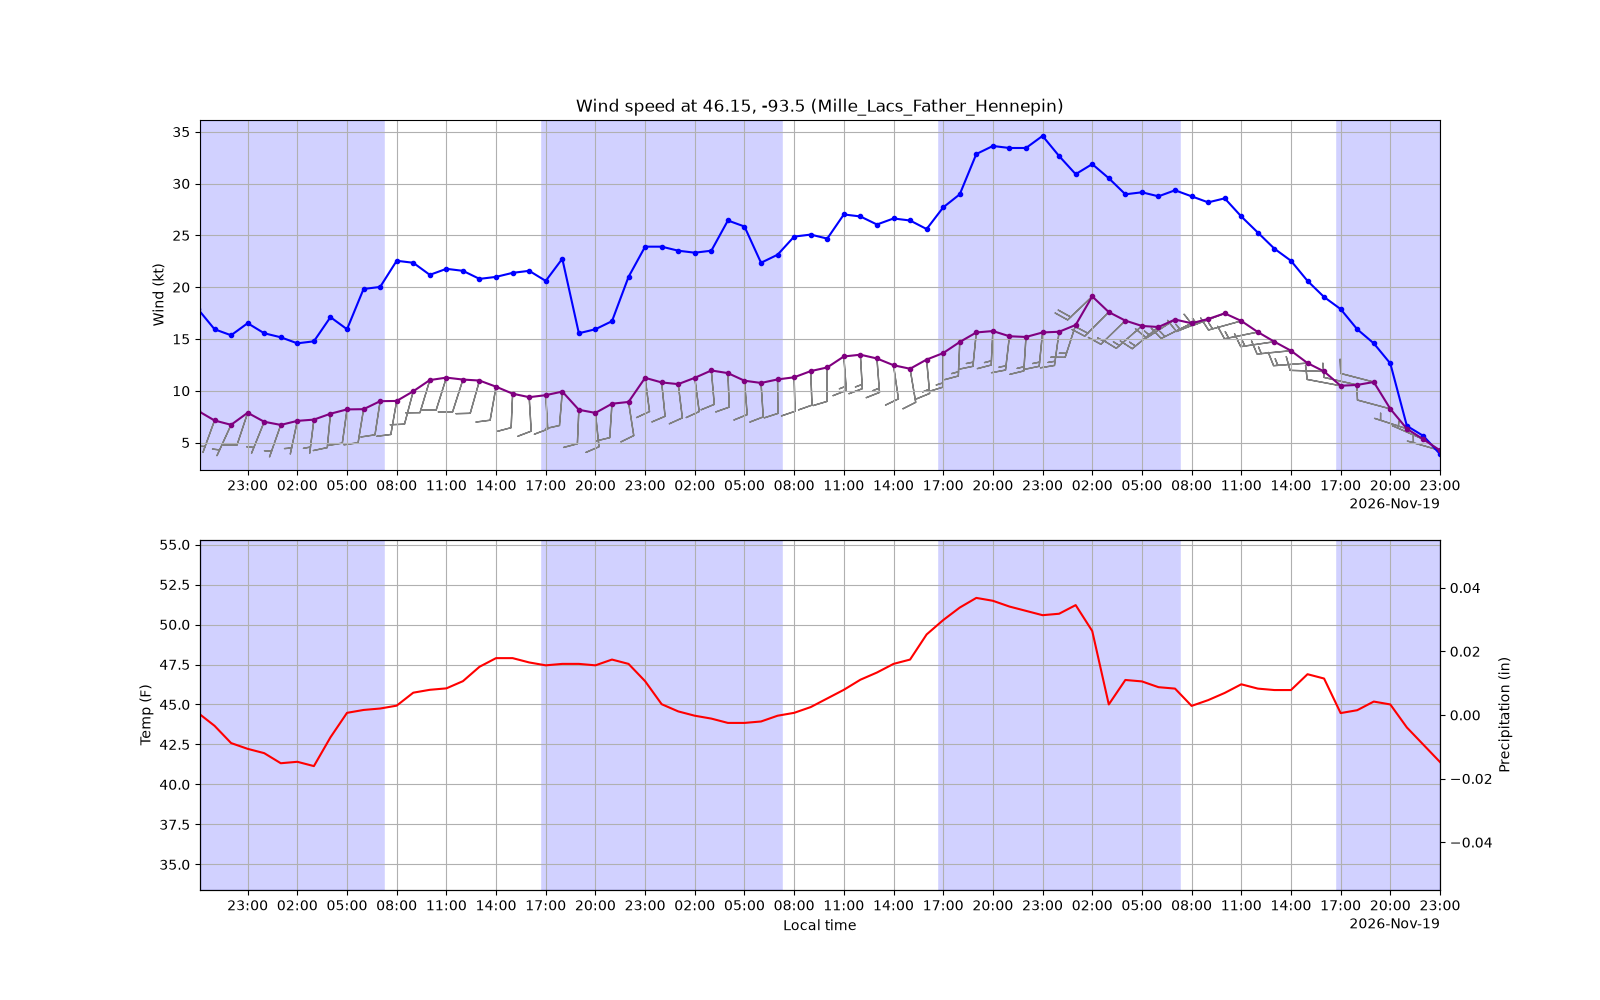 Wind speed at 46.15, -93.5 (Mille_Lacs_Father_Hennepin)
Wind (kt)
35
30
25
20
15
10
5
23:00 02:00 05:00 08:00 11:00 14:00 17:00 20:00 23:00 02:00 05:00 08:00 11:00 14:00 17:00 20:00 23:00 02:00 05:00 08:00 11:00 14:00 17:00 20:00 23:00
2026-Nov-19
Temp (F)
55.0
52.5
50.0
47.5
45.0
42.5
40.0
37.5
35.0
0.04
0.02
0.00
−0.02
−0.04
Precipitation (in)
23:00 02:00 05:00 08:00 11:00 14:00 17:00 20:00 23:00 02:00 05:00 08:00 11:00 14:00 17:00 20:00 23:00 02:00 05:00 08:00 11:00 14:00 17:00 20:00 23:00
Local time
2026-Nov-19